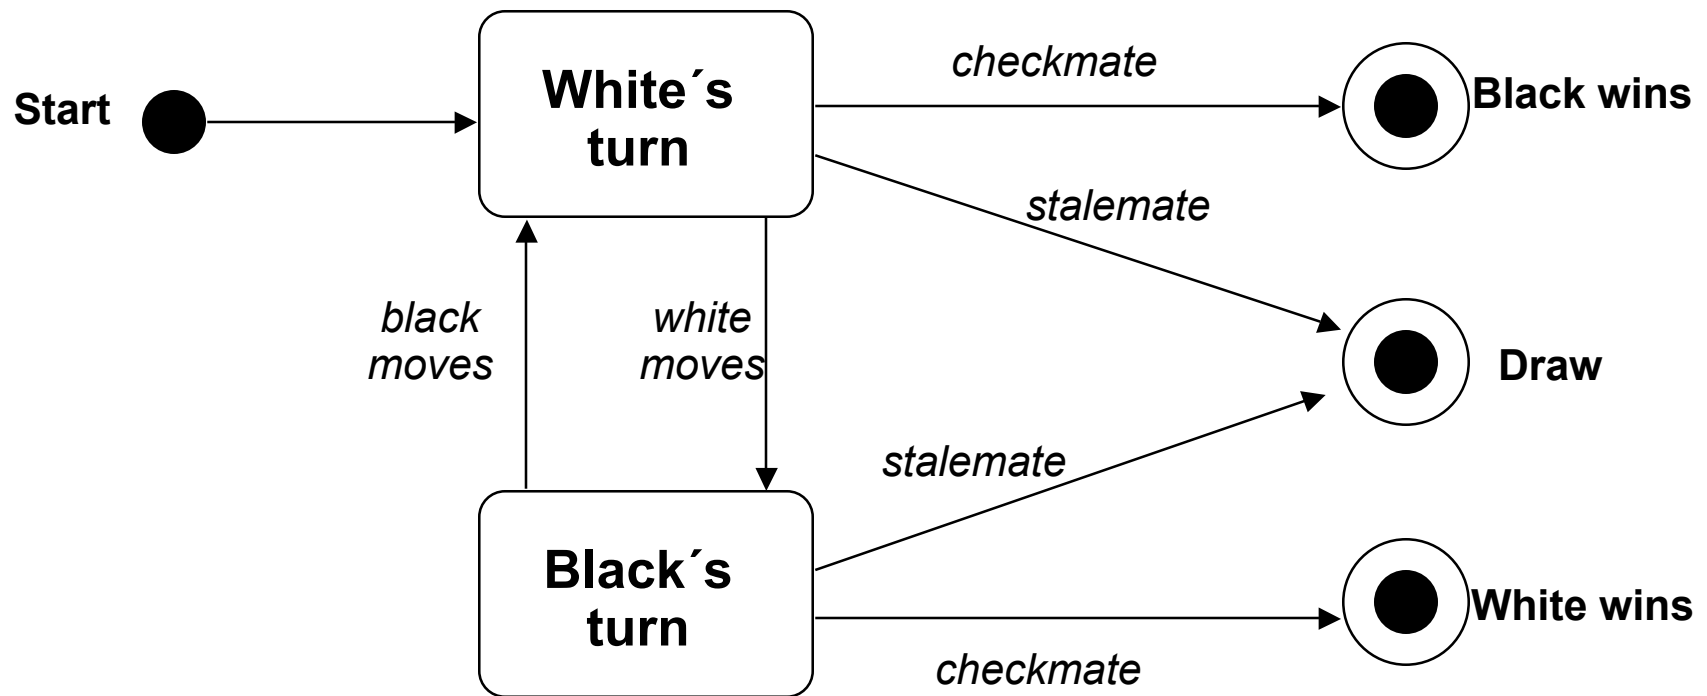 Start
White´s
turn
checkmate
Black wins
stalemate
black
moves
white
moves
Draw
stalemate
Black´s
turn
White wins
checkmate